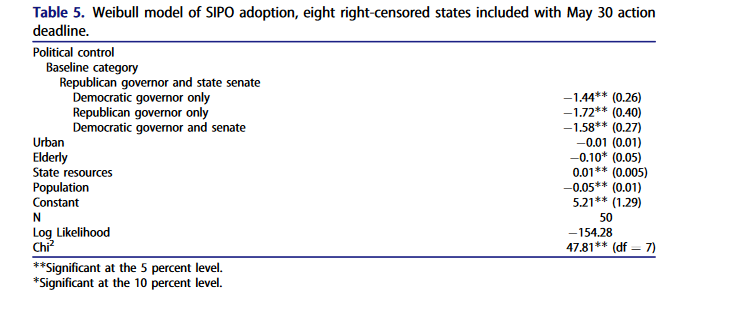 Table 5. Weibull model of SIPO adoption, eight right-censored states included with May 30 action
deadline.
Political control
Baseline category
Republican governor and state senate
Democratic governor only −1.44** (0.26)
Republican governor only −1.72** (0.40)
Democratic governor and senate −1.58** (0.27)
Urban −0.01 (0.01)
Elderly −0.10* (0.05)
State resources 0.01** (0.005)
Population −0.05** (0.01)
Constant 5.21** (1.29)
N 50
Log Likelihood −154.28
Chi² 47.81** (df = 7)
**Significant at the 5 percent level.
*Significant at the 10 percent level.